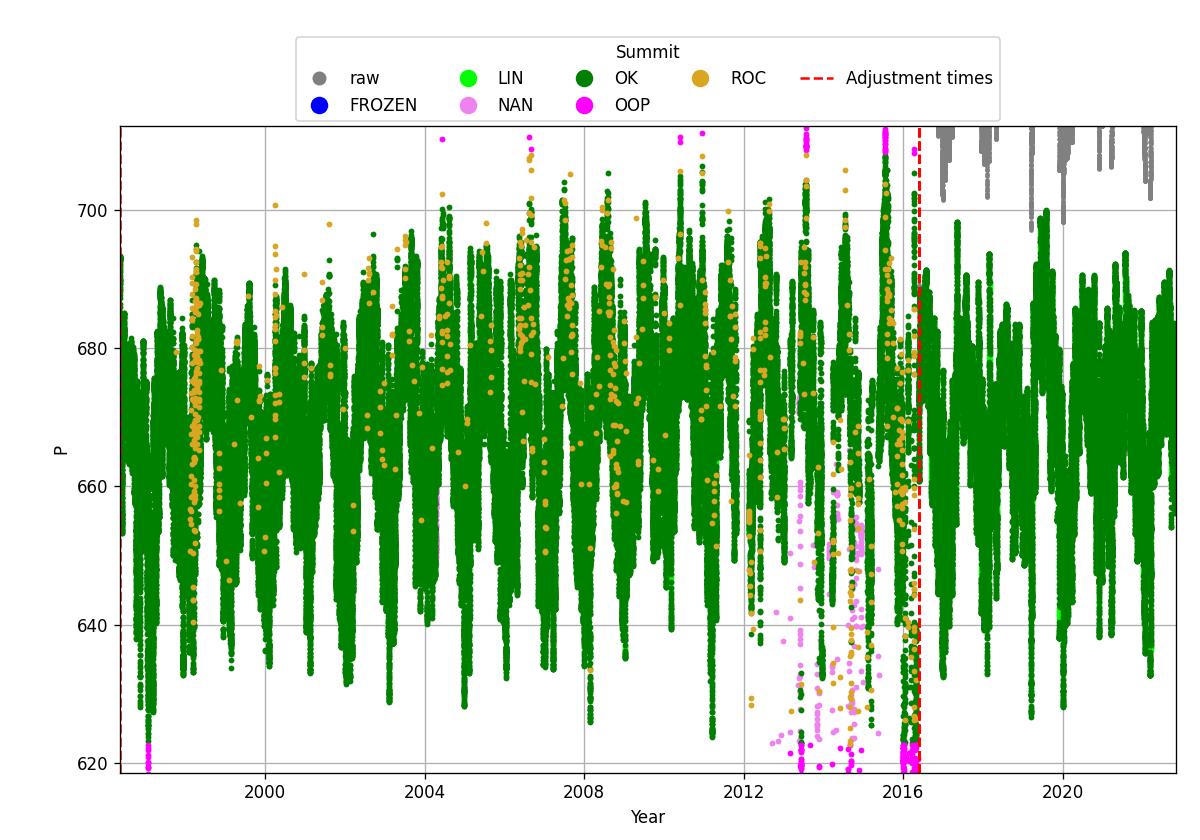 Summit
raw LIN OK ROC Adjustment times
FROZEN NAN OOP
700
680
660
640
620
P
2000 2004 2008 2012 2016 2020
Year